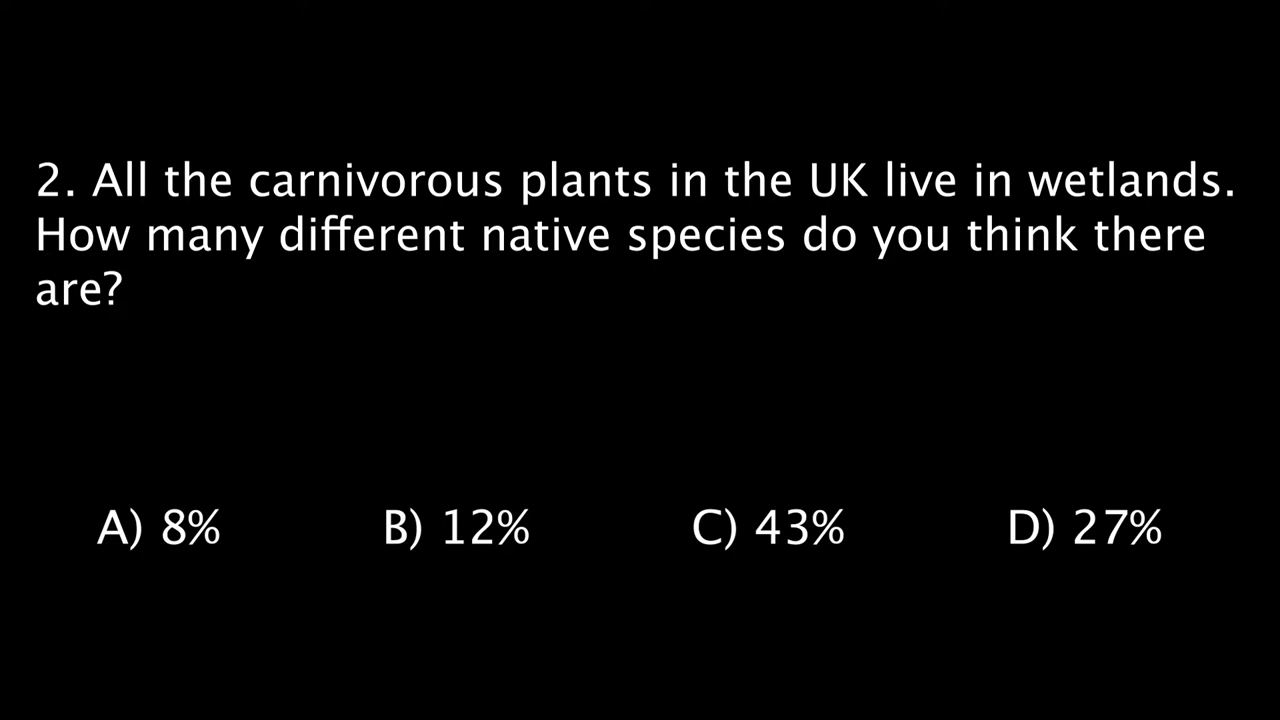 2. All the carnivorous plants in the UK live in wetlands.
How many different native species do you think there
are?
A) 8% B) 12% C) 43% D) 27%